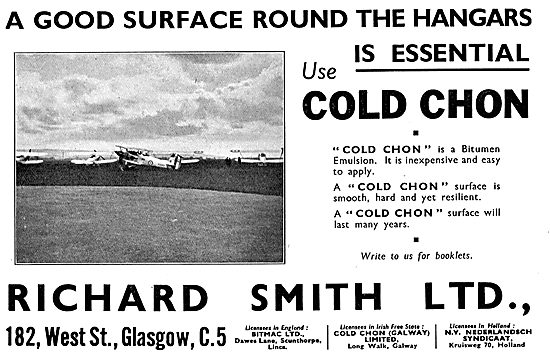 A GOOD SURFACE ROUND THE HANGARS
IS ESSENTIAL
Use
COLD CHON
"COLD CHON" is a Bitumen
Emulsion. It is inexpensive and easy
to apply.
A "COLD CHON" surface is
smooth, hard and yet resilient.
A "COLD CHON" surface will
last many years.
Write to us for booklets.
RICHARD SMITH LTD.,
182, West St., Glasgow, C.5
Licensees in England:
BITMAC LTD.,
Dawes Lane, Scunthorpe,
Lincs.
Licensees in Irish Free State:
COLD CHON (GALWAY)
LIMITED,
Long Walk, Galway
Licensees in Holland:
N.V. NEDERLANDSCH
SYNDICAAT,
Kruisweg 70, Holland